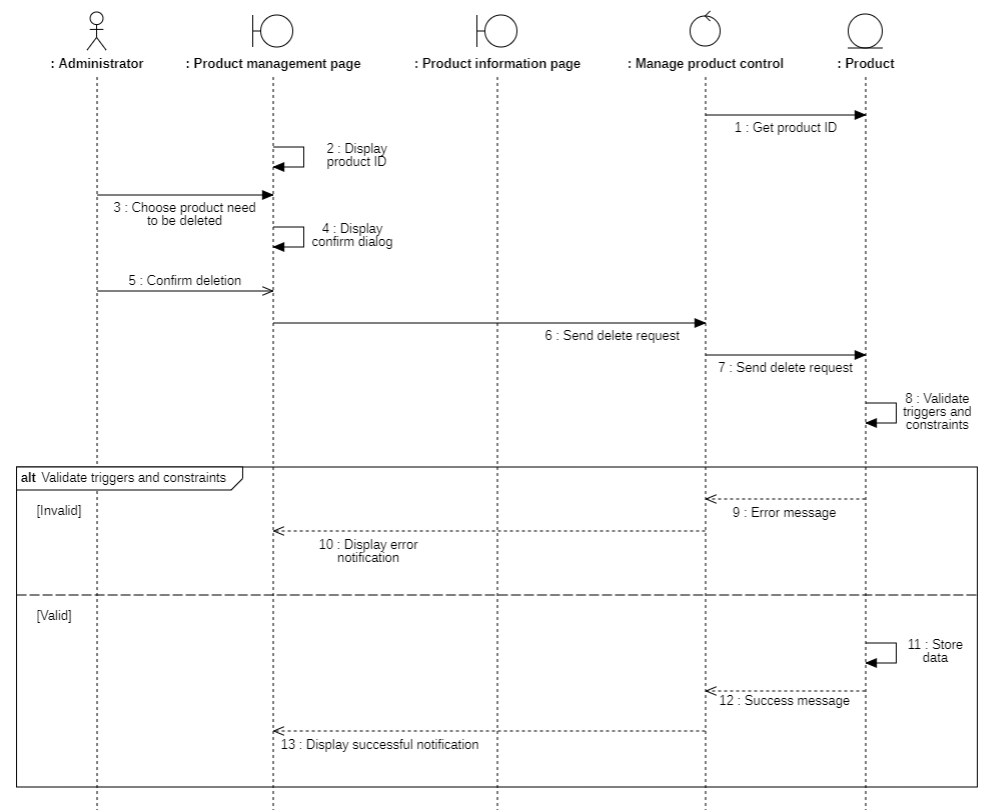 : Administrator
: Product management page
: Product information page
: Manage product control
: Product
1 : Get product ID
2 : Display
product ID
3 : Choose product need
to be deleted
4 : Display
confirm dialog
5 : Confirm deletion
6 : Send delete request
7 : Send delete request
8 : Validate
triggers and
constraints
alt Validate triggers and constraints
[Invalid]
9 : Error message
10 : Display error
notification
[Valid]
11 : Store
data
12 : Success message
13 : Display successful notification